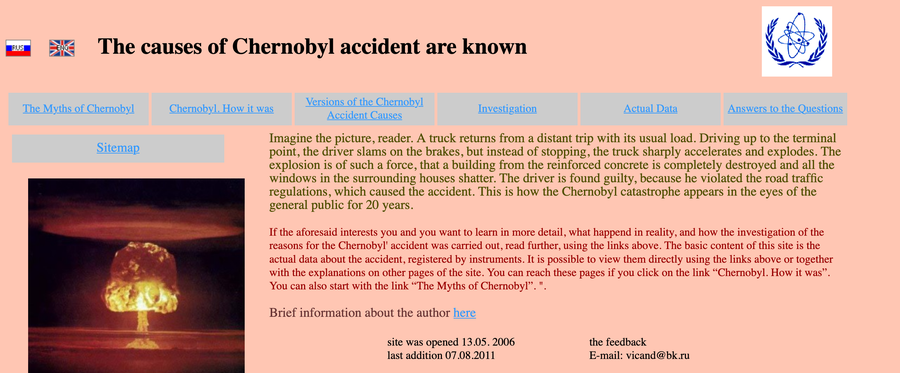 RUS
ENG
The causes of Chernobyl accident are known
The Myths of Chernobyl
Chernobyl. How it was
Versions of the Chernobyl
Accident Causes
Investigation
Actual Data
Answers to the Questions
Sitemap
Imagine the picture, reader. A truck returns from a distant trip with its usual load. Driving up to the terminal
point, the driver slams on the brakes, but instead of stopping, the truck sharply accelerates and explodes. The
explosion is of such a force, that a building from the reinforced concrete is completely destroyed and all the
windows in the surrounding houses shatter. The driver is found guilty, because he violated the road traffic
regulations, which caused the accident. This is how the Chernobyl catastrophe appears in the eyes of the
general public for 20 years.
If the aforesaid interests you and you want to learn in more detail, what happend in reality, and how the investigation of the
reasons for the Chernobyl' accident was carried out, read further, using the links above. The basic content of this site is the
actual data about the accident, registered by instruments. It is possible to view them directly using the links above or together
with the explanations on other pages of the site. You can reach these pages if you click on the link “Chernobyl. How it was”.
You can also start with the link “The Myths of Chernobyl”. ".
Brief information about the author here
site was opened 13.05. 2006
last addition 07.08.2011
the feedback
E-mail: vicand@bk.ru